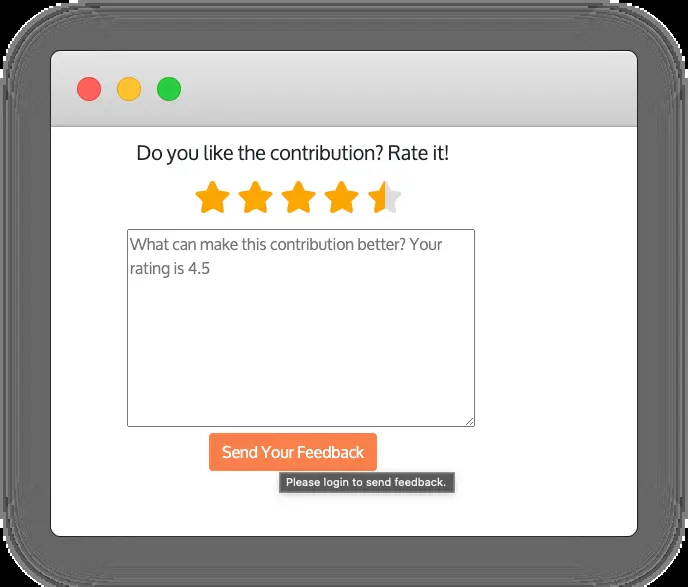 Do you like the contribution? Rate it!
What can make this contribution better? Your
rating is 4.5
Send Your Feedback
Please login to send feedback.